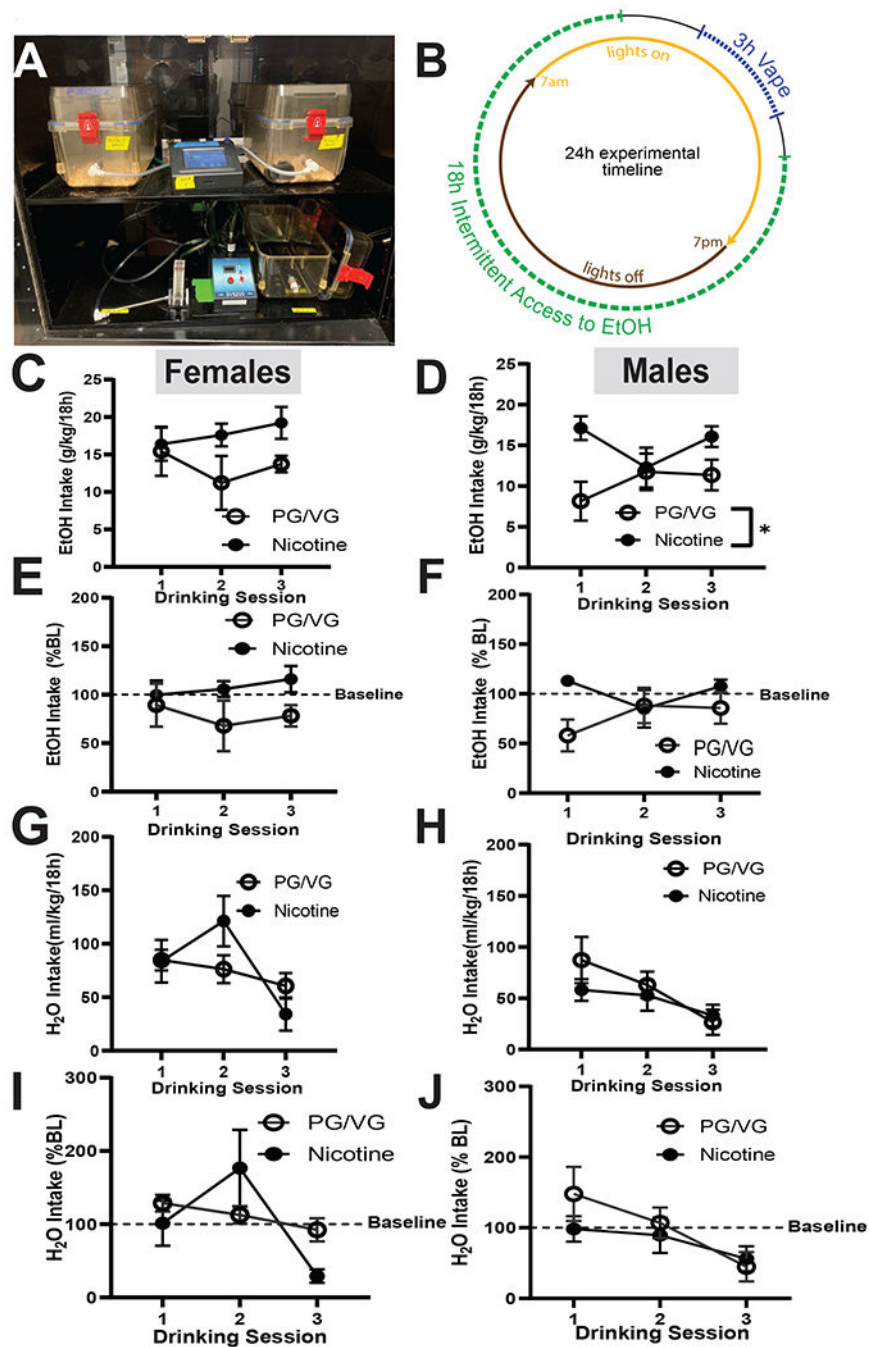 A
B
lights on
3h Vape
7am
24h experimental
timeline
7pm
lights off
18h Intermittent Access to EtOH
C
Females
25
20
15
10
5
0
EtOH Intake (g/kg/18h)
PG/VG
Nicotine
1 2 3
Drinking Session
D
Males
25
20
15
10
5
0
EtOH Intake (g/kg/18h)
PG/VG
Nicotine
*
1 2 3
Drinking Session
E
200
150
100
50
0
EtOH Intake (%BL)
PG/VG
Nicotine
Baseline
1 2 3
Drinking Session
F
200
150
100
50
0
EtOH Intake (% BL)
Baseline
PG/VG
Nicotine
1 2 3
Drinking Session
G
200
150
100
50
0
H₂O Intake(ml/kg/18h)
PG/VG
Nicotine
1 2 3
Drinking Session
H
200
150
100
50
0
H₂O Intake(ml/kg/18h)
PG/VG
Nicotine
1 2 3
Drinking Session
I
300
200
100
0
H₂O Intake (%BL)
PG/VG
Nicotine
Baseline
1 2 3
Drinking Session
J
300
200
100
0
H₂O Intake (% BL)
PG/VG
Nicotine
Baseline
1 2 3
Drinking Session